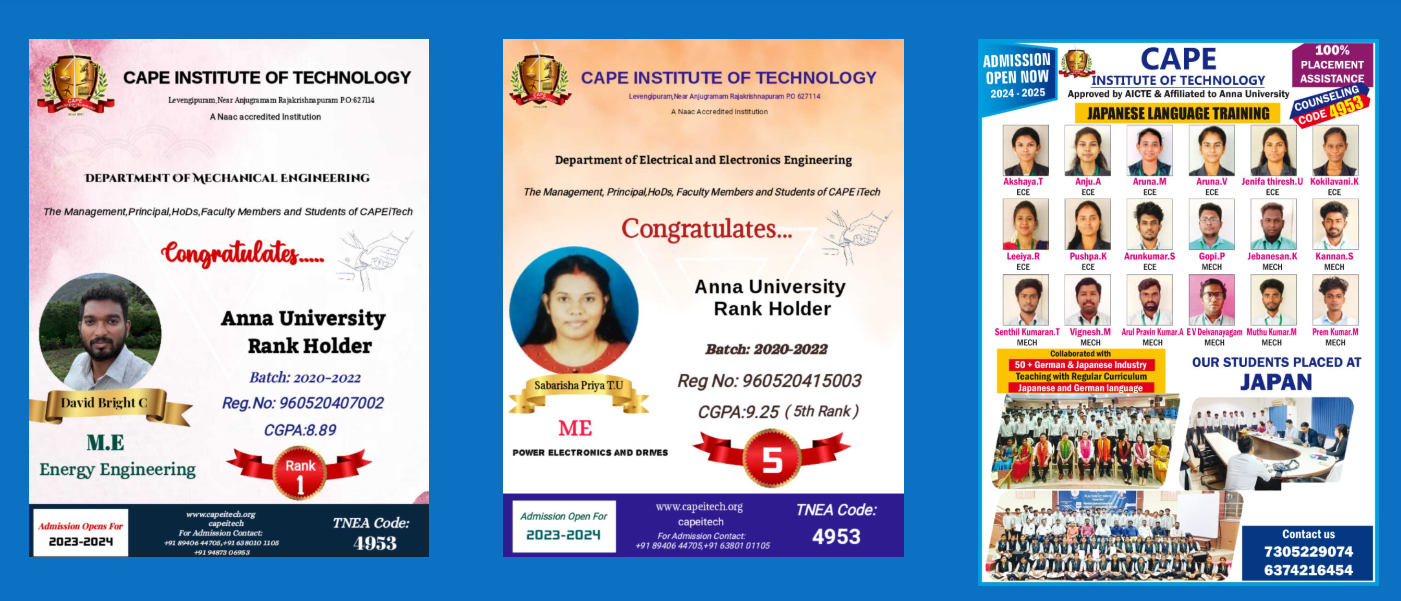 CAPE INSTITUTE OF TECHNOLOGY
Levengipuram,Near Anjugramam Rajakrishnapuram P.O:627114
A Naac accredited Institution
DEPARTMENT OF MECHANICAL ENGINEERING
The Management,Principal,HoDs,Faculty Members and Students of CAPEiTech
Congratulates.....
Anna University
Rank Holder
Batch: 2020-2022
Reg.No: 960520407002
CGPA:8.89
David Bright C
M.E
Energy Engineering
Rank
1
Admission Opens For
2023-2024
www.capeitech.org
capeitech
For Admission Contact:
+91 89406 44705,+91 638010 1105
+91 94873 06953
TNEA Code:
4953
CAPE INSTITUTE OF TECHNOLOGY
Levengipuram,Near Anjugramam Rajakrishnapuram P.O 627114
A Naac Accredited Institution
Department of Electrical and Electronics Engineering
The Management, Principal,HoDs, Faculty Members and Students of CAPE iTech
Congratulates...
Anna University
Rank Holder
Batch: 2020-2022
Reg No: 960520415003
CGPA:9.25 ( 5th Rank )
Sabarisha Priya T.U
ME
POWER ELECTRONICS AND DRIVES
5
Admission Open For
2023-2024
www.capeitech.org
capeitech
For Admission Contact:
+91 89406 44705,+91 63801 01105
TNEA Code:
4953
ADMISSION
OPEN NOW
2024 - 2025
CAPE
INSTITUTE OF TECHNOLOGY
Approved by AICTE & Affiliated to Anna University
100%
PLACEMENT
ASSISTANCE
COUNSELING
CODE 4953
JAPANESE LANGUAGE TRAINING
Akshaya.T Anju.A Aruna.M Aruna.V Jenifa thiresh.U Kokilavani.K
ECE ECE ECE ECE ECE ECE
Leeiya.R Pushpa.K Arunkumar.S Gopi.P Jebanesan.K Kannan.S
ECE ECE ECE MECH MECH MECH
Senthil Kumaran.T Vignesh.M Arul Pravin Kumar.A E V Deivanayagam Muthu Kumar.M Prem Kumar.M
MECH MECH MECH MECH MECH MECH
Collaborated with
50 + German & Japanese Industry
Teaching with Regular Curriculum
Japanese and German language
OUR STUDENTS PLACED AT
JAPAN
Contact us
7305229074
6374216454